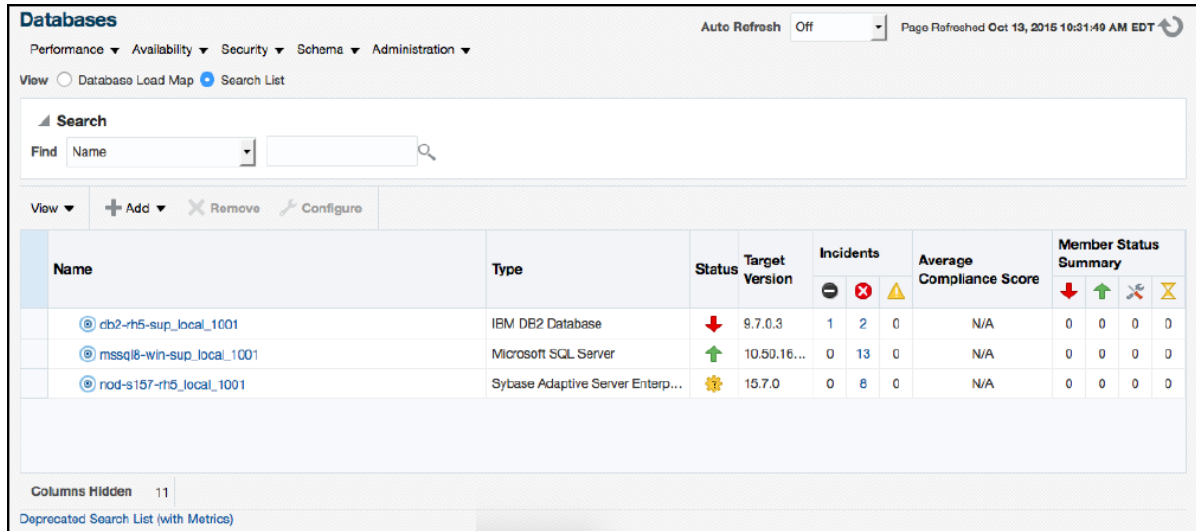 Databases
Auto Refresh Off Page Refreshed Oct 13, 2015 10:31:49 AM EDT
Performance Availability Security Schema Administration
View Database Load Map Search List
Search
Find Name
View Add Remove Configure
Name Type Status Target Version Incidents Average Compliance Score Member Status Summary
db2-rh5-sup_local_1001 IBM DB2 Database 9.7.0.3 1 2 0 N/A 0 0 0 0
mssql8-win-sup_local_1001 Microsoft SQL Server 10.50.16... 0 13 0 N/A 0 0 0 0
nod-s157-rh5_local_1001 Sybase Adaptive Server Enterp... 15.7.0 0 8 0 N/A 0 0 0 0
Columns Hidden 11
Deprecated Search List (with Metrics)